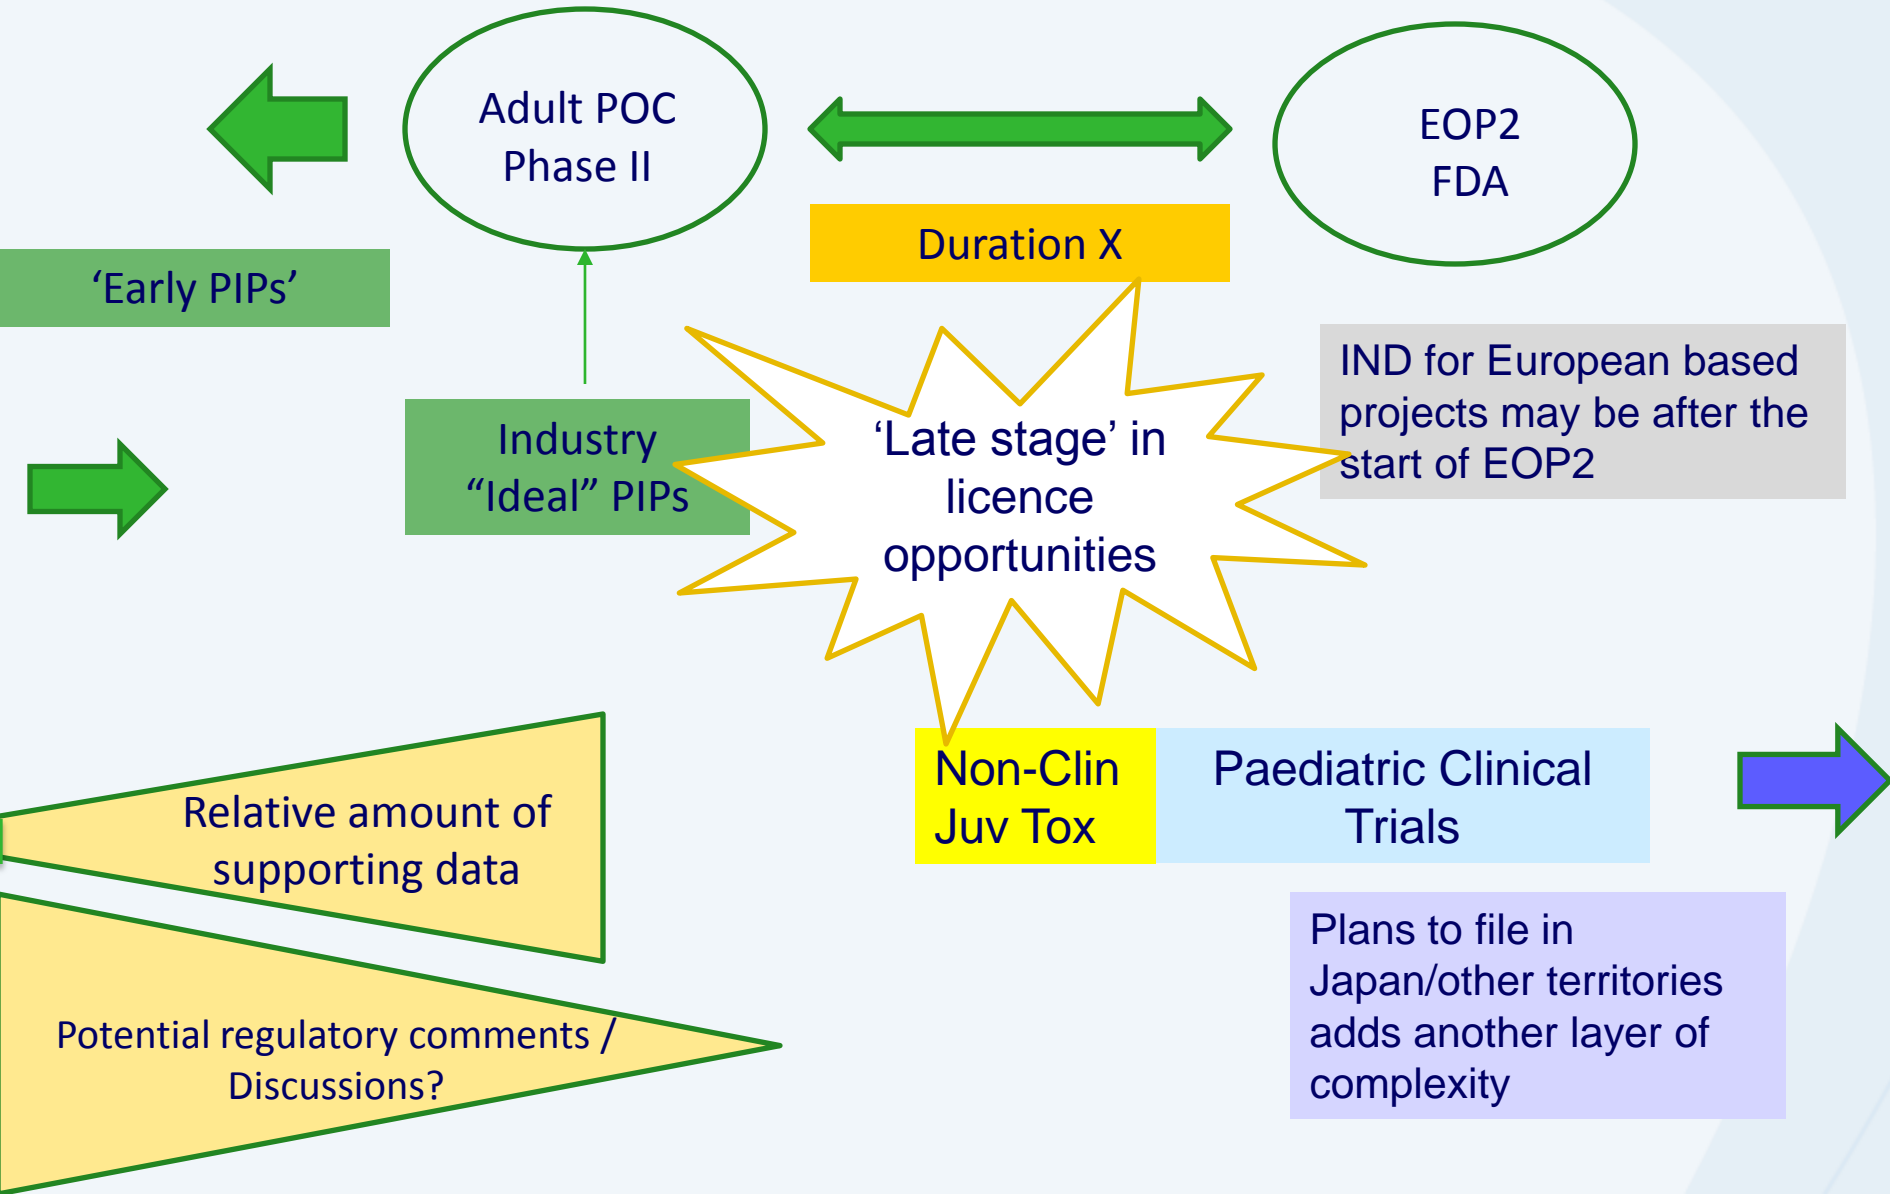 Adult POC
Phase II
EOP2
FDA
Duration X
‘Early PIPs’
IND for European based
projects may be after the
start of EOP2
Industry
“Ideal” PIPs
‘Late stage’ in
licence
opportunities
Non-Clin
Juv Tox
Paediatric Clinical
Trials
Relative amount of
supporting data
Plans to file in
Japan/other territories
adds another layer of
complexity
Potential regulatory comments /
Discussions?